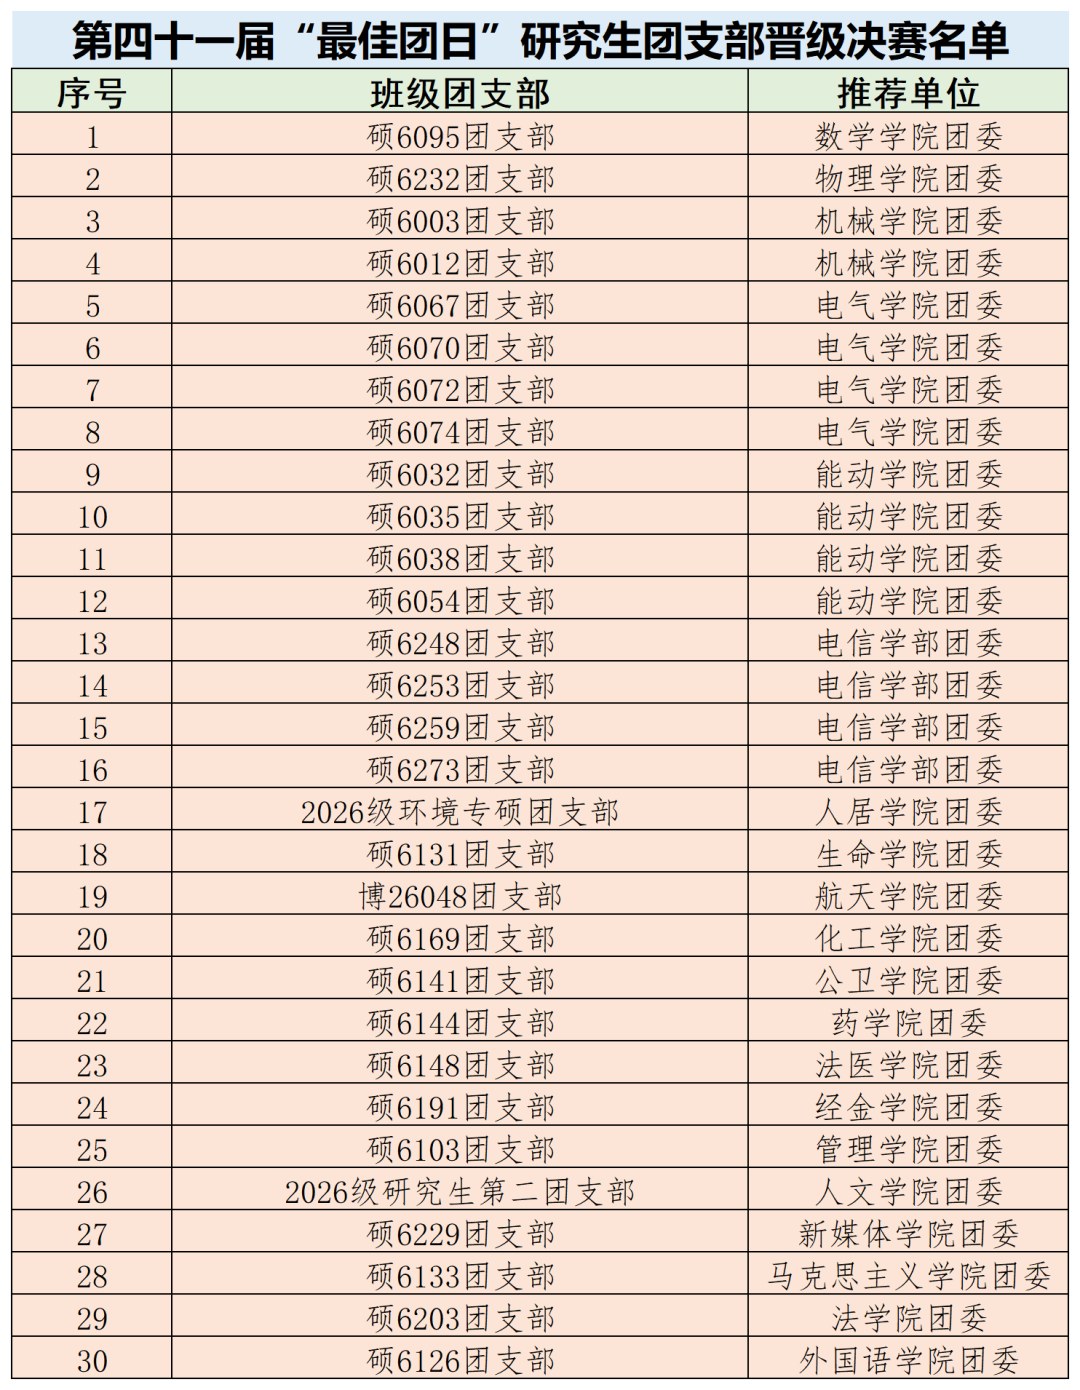 第四十一届“最佳团日”研究生团支部晋级决赛名单
序号 班级团支部 推荐单位
1 硕6095团支部 数学学院团委
2 硕6232团支部 物理学院团委
3 硕6003团支部 机械学院团委
4 硕6012团支部 机械学院团委
5 硕6067团支部 电气学院团委
6 硕6070团支部 电气学院团委
7 硕6072团支部 电气学院团委
8 硕6074团支部 电气学院团委
9 硕6032团支部 能动学院团委
10 硕6035团支部 能动学院团委
11 硕6038团支部 能动学院团委
12 硕6054团支部 能动学院团委
13 硕6248团支部 电信学部团委
14 硕6253团支部 电信学部团委
15 硕6259团支部 电信学部团委
16 硕6273团支部 电信学部团委
17 2026级环境专硕团支部 人居学院团委
18 硕6131团支部 生命学院团委
19 博26048团支部 航天学院团委
20 硕6169团支部 化工学院团委
21 硕6141团支部 公卫学院团委
22 硕6144团支部 药学院团委
23 硕6148团支部 法医学院团委
24 硕6191团支部 经金学院团委
25 硕6103团支部 管理学院团委
26 2026级研究生第二团支部 人文学院团委
27 硕6229团支部 新媒体学院团委
28 硕6133团支部 马克思主义学院团委
29 硕6203团支部 法学院团委
30 硕6126团支部 外国语学院团委